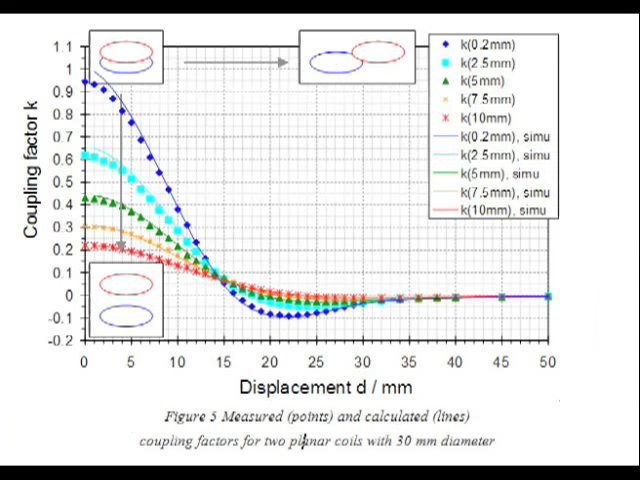 1.1
1
0.9
0.8
0.7
0.6
0.5
0.4
0.3
0.2
0.1
0
-0.1
-0.2
Coupling factor k
k(0.2mm)
k(2.5mm)
k(5mm)
k(7.5mm)
k(10mm)
k(0.2mm), simu
k(2.5mm), simu
k(5mm), simu
k(7.5mm), simu
k(10mm), simu
0 5 10 15 20 25 30 35 40 45 50
Displacement d / mm
Figure 5 Measured (points) and calculated (lines)
coupling factors for two planar coils with 30 mm diameter